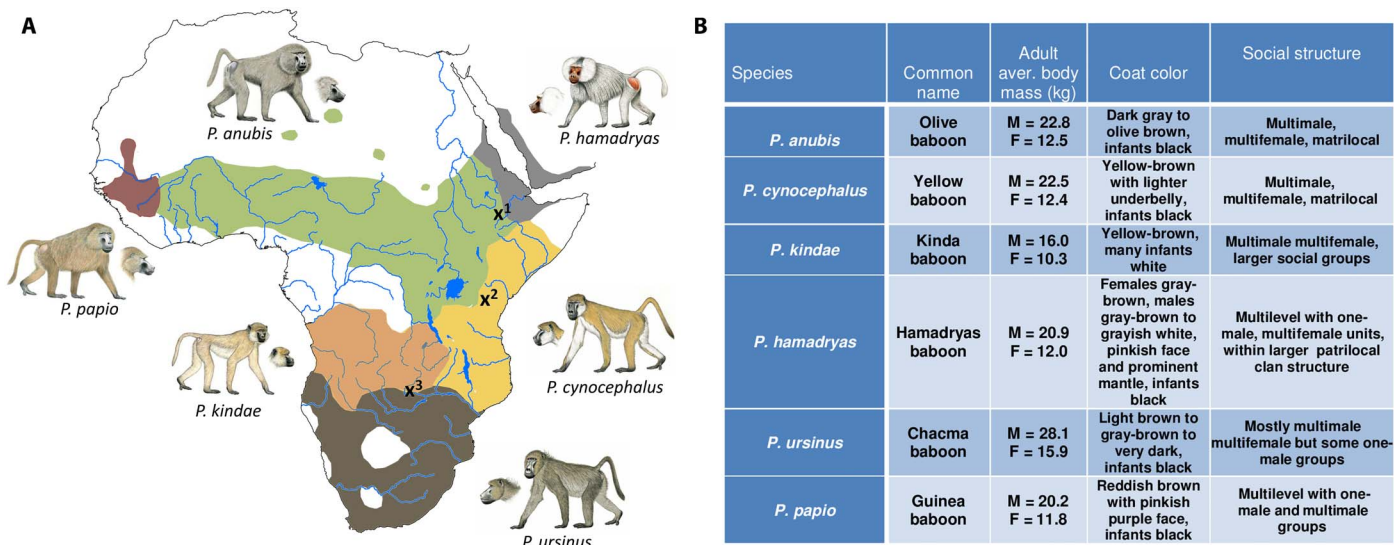 A
P. anubis
P. hamadryas
x1
P. papio
x2
P. kindae
x3
P. cynocephalus
P. ursinus
B
Species
Common
name
Adult
aver. body
mass (kg)
Coat color
Social structure
P. anubis
Olive
baboon
M = 22.8
F = 12.5
Dark gray to
olive brown,
infants black
Multimale,
multifemale, matrilocal
P. cynocephalus
Yellow
baboon
M = 22.5
F = 12.4
Yellow-brown
with lighter
underbelly,
infants black
Multimale,
multifemale, matrilocal
P. kindae
Kinda
baboon
M = 16.0
F = 10.3
Yellow-brown,
many infants
white
Multimale multifemale,
larger social groups
P. hamadryas
Hamadryas
baboon
M = 20.9
F = 12.0
Females gray-
brown, males
gray-brown to
grayish white,
pinkish face
and prominent
mantle, infants
black
Multilevel with one-
male, multifemale units,
within larger patrilocal
clan structure
P. ursinus
Chacma
baboon
M = 28.1
F = 15.9
Light brown to
gray-brown to
very dark,
infants black
Mostly multimale
multifemale but some one-
male groups
P. papio
Guinea
baboon
M = 20.2
F = 11.8
Reddish brown
with pinkish
purple face,
infants black
Multilevel with one-
male and multimale
groups